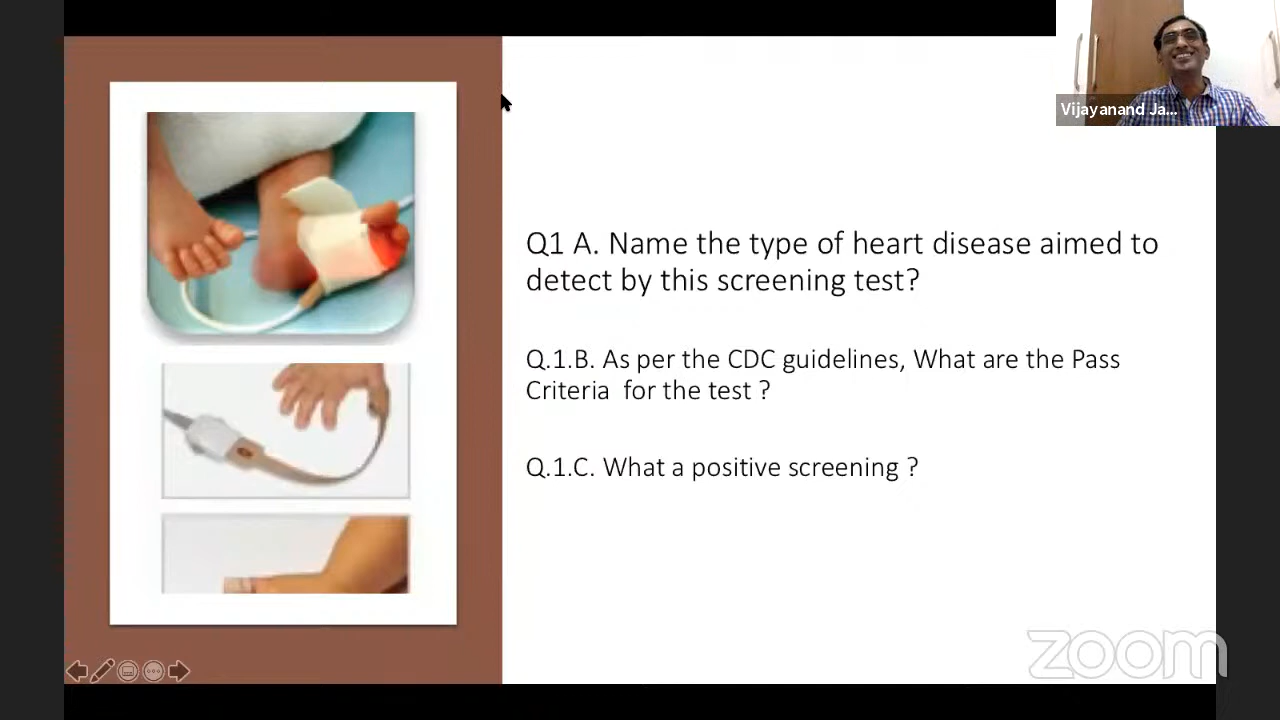 Vijayanand Ja...
Q1 A. Name the type of heart disease aimed to
detect by this screening test?
Q.1.B. As per the CDC guidelines, What are the Pass
Criteria for the test ?
Q.1.C. What a positive screening ?
zoom